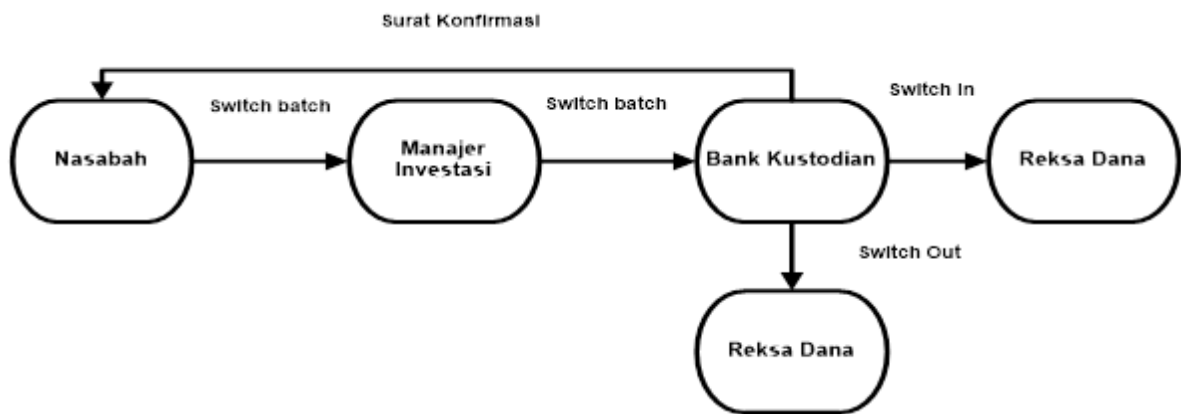 Surat Konfirmasi
Switch batch
Switch batch
Switch In
Nasabah
Manajer
Investasi
Bank Kustodian
Reksa Dana
Switch Out
Reksa Dana